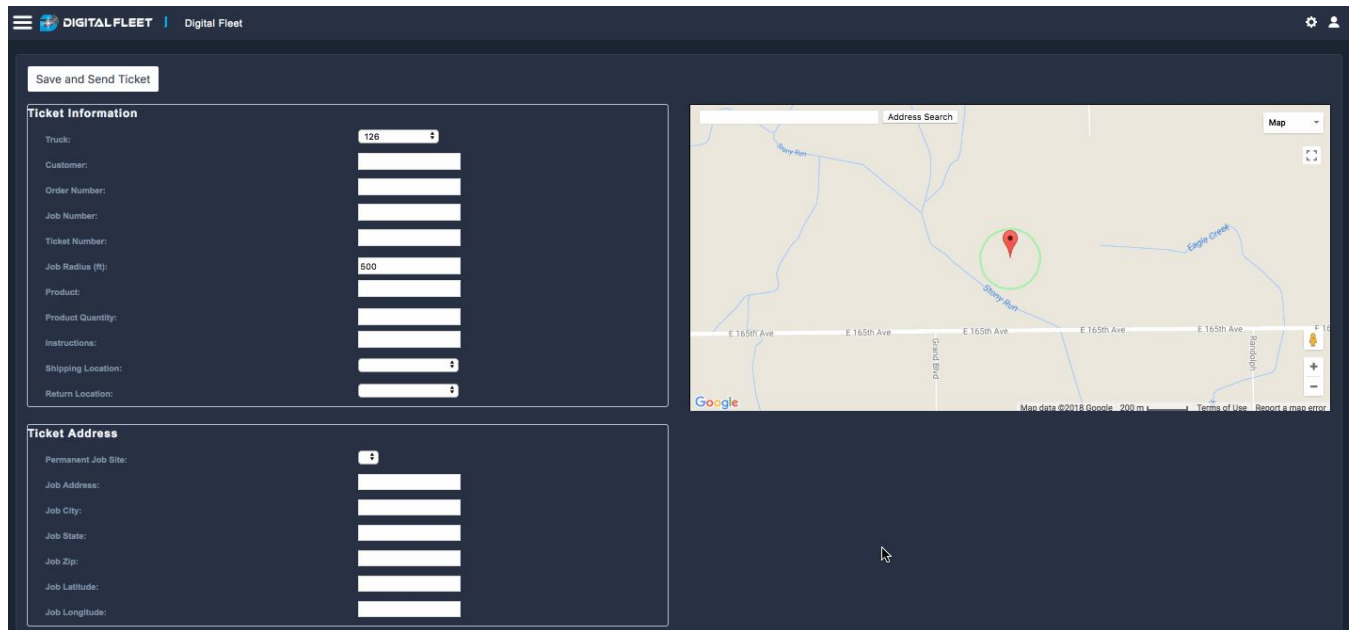 DIGITAL FLEET | Digital Fleet
Save and Send Ticket
Ticket Information
Truck: 126
Customer:
Order Number:
Job Number:
Ticket Number:
Job Radius (ft): 500
Product:
Product Quantity:
Instructions:
Shipping Location:
Return Location:
Ticket Address
Permanent Job Site:
Job Address:
Job City:
Job State:
Job Zip:
Job Latitude:
Job Longitude:
Address Search
Map
Stony Run
Eagle Creek
Stony Run
E 165th Ave E 165th Ave E 165th Ave E 165th Ave E 165th Ave E 16
Grand Blvd
Randolph
Google
Map data ©2018 Google 200 m Terms of Use Report a map error